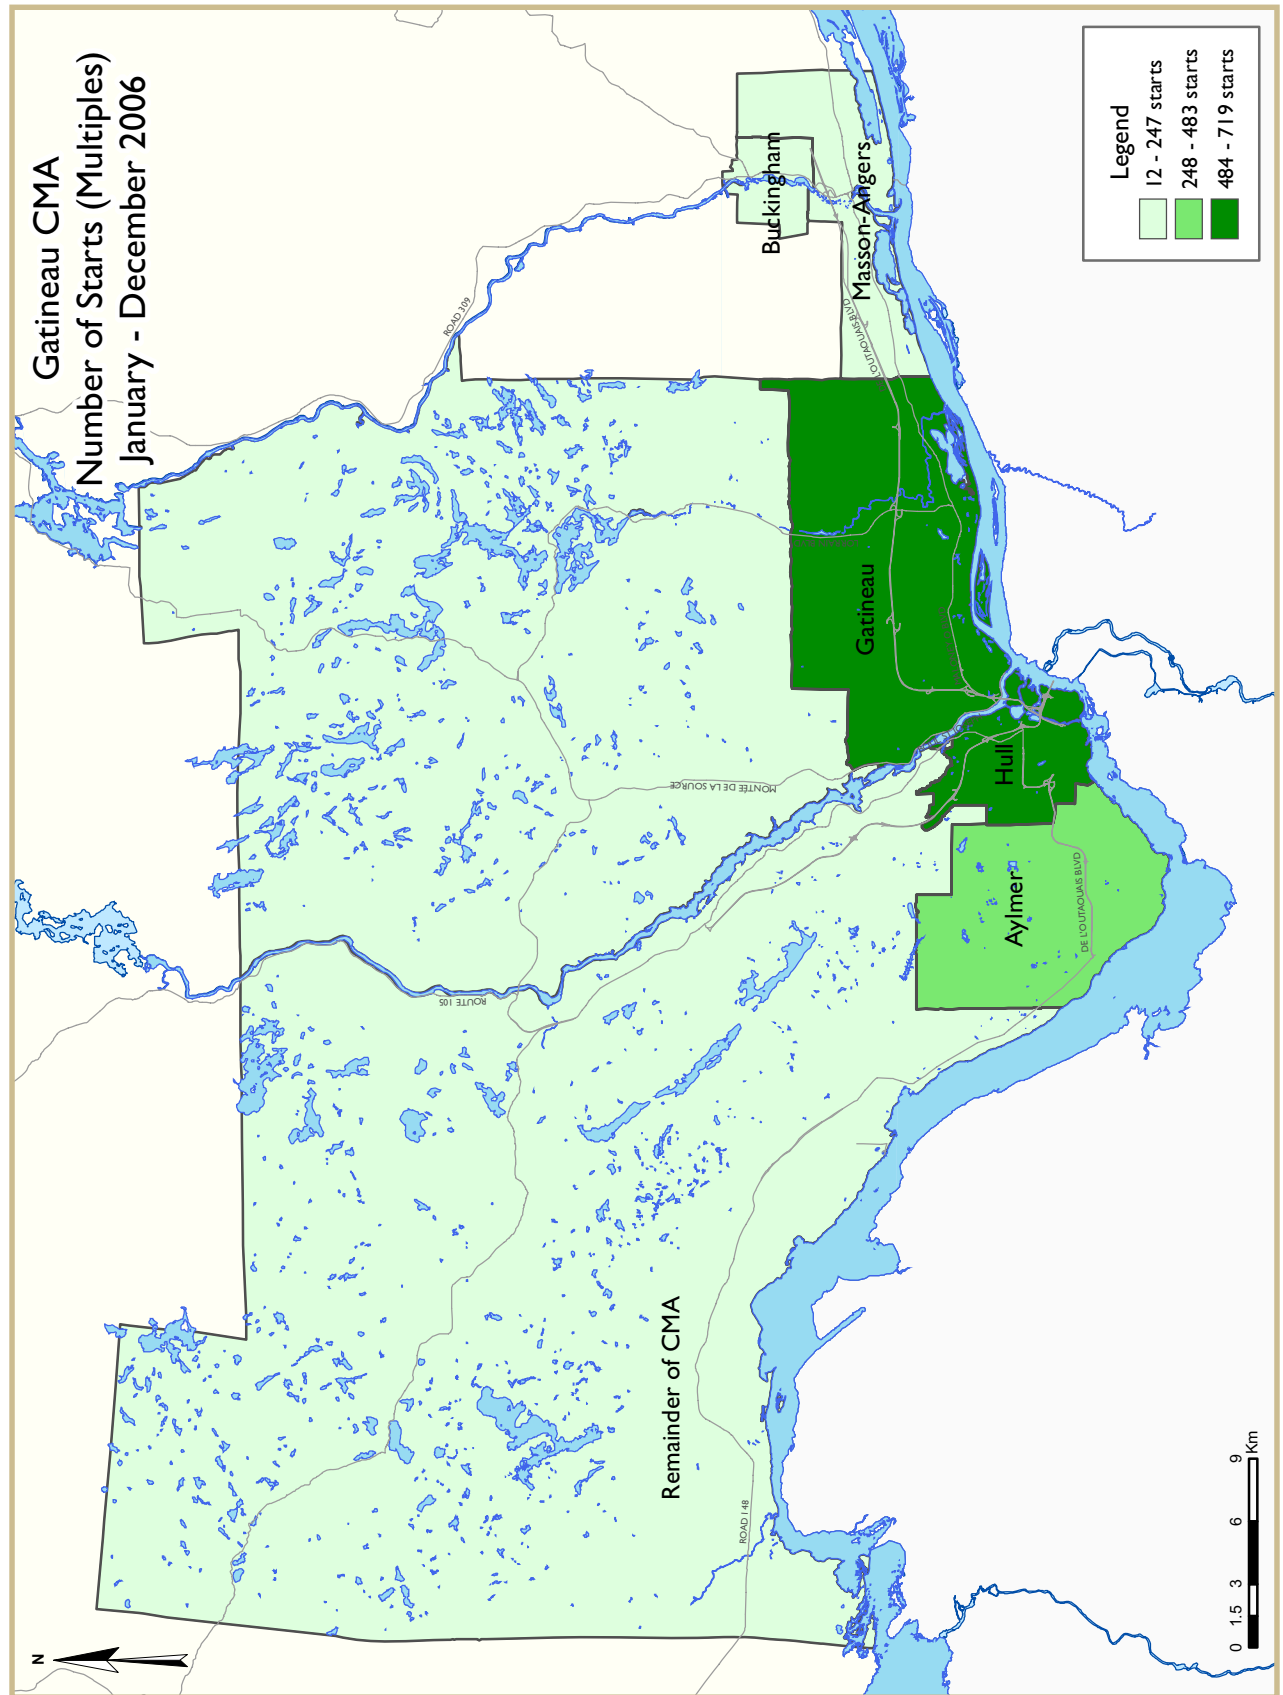 Gatineau CMA
Number of Starts (Multiples)
January - December 2006
N
ROAD 309
Buckingham
Masson-Angers
L'OUTAOUAIS BLVD
Gatineau
MONTÉE DE LA SOURCE
Hull
ROUTE 105
Aylmer
DE L'OUTAOUAIS BLVD
Remainder of CMA
ROAD 148
Legend
12 - 247 starts
248 - 483 starts
484 - 719 starts
0 1.5 3 6 9
Km